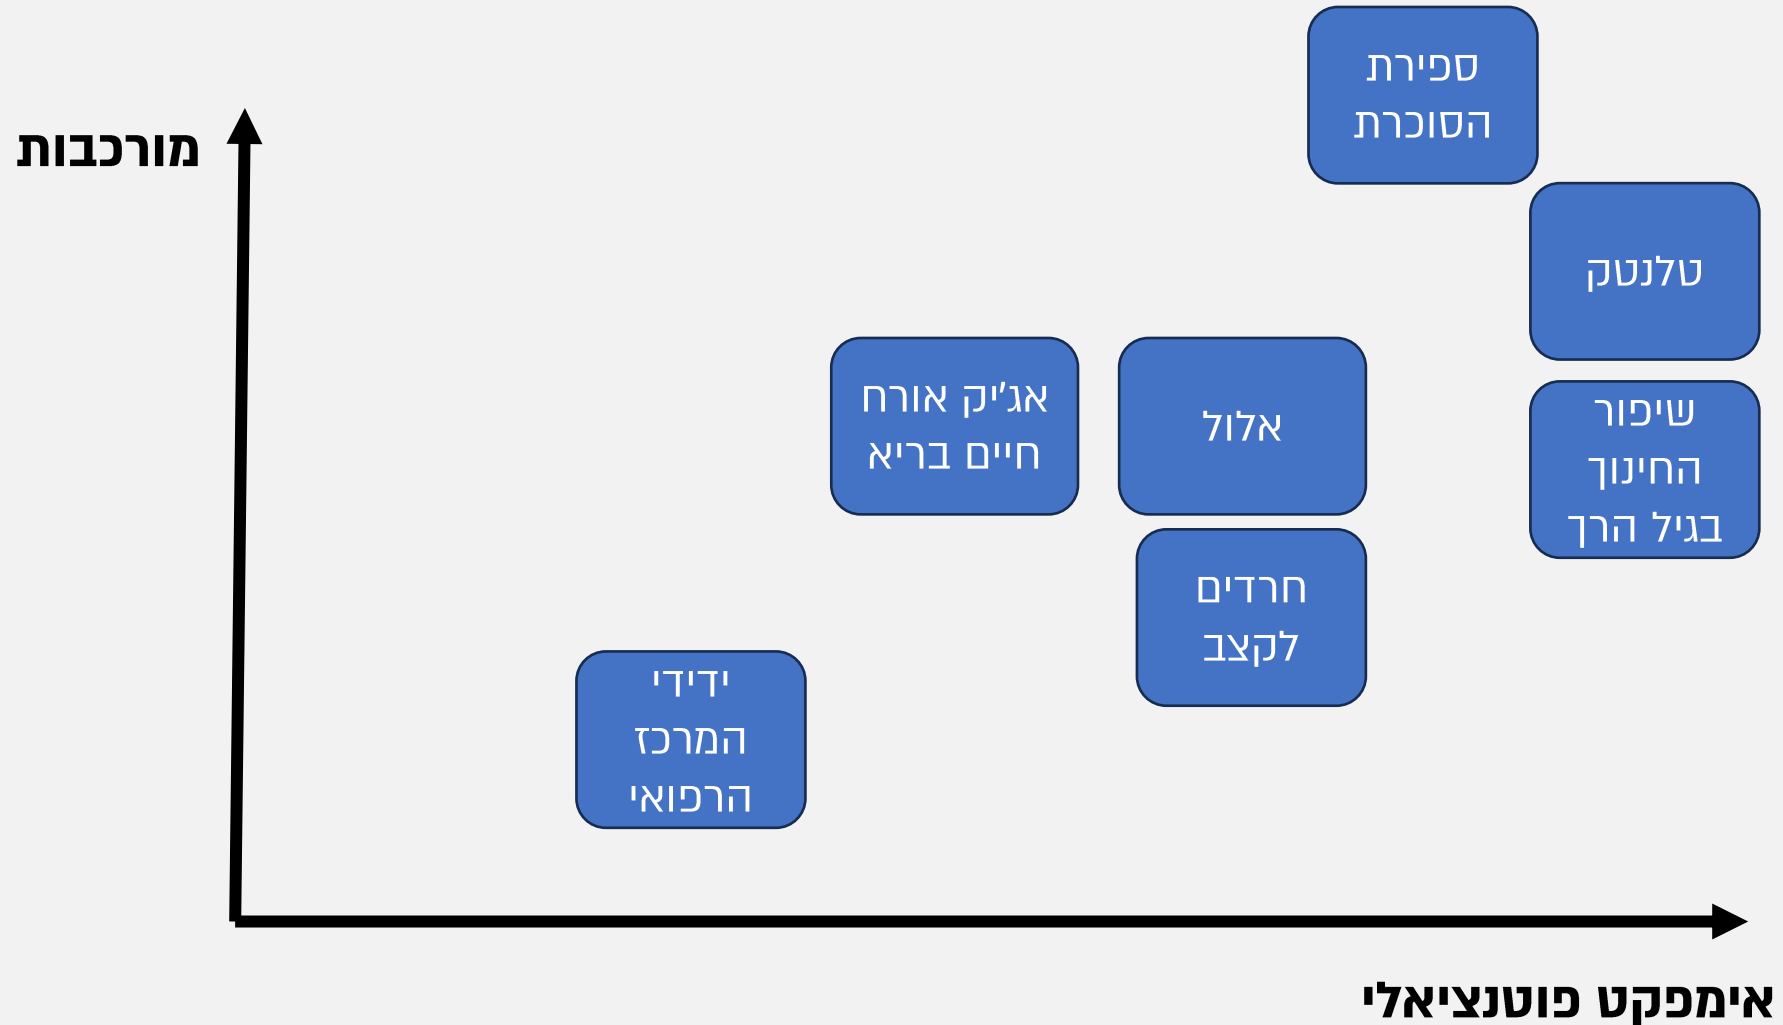 ספירת
הסוכרת
מורכבות
טלנטק
אג'יק אורח
חיים בריא
אלול
שיפור
החינוך
בגיל הרך
חרדים
לקצב
ידידי
המרכז
הרפואי
אימפקט פוטנציאלי